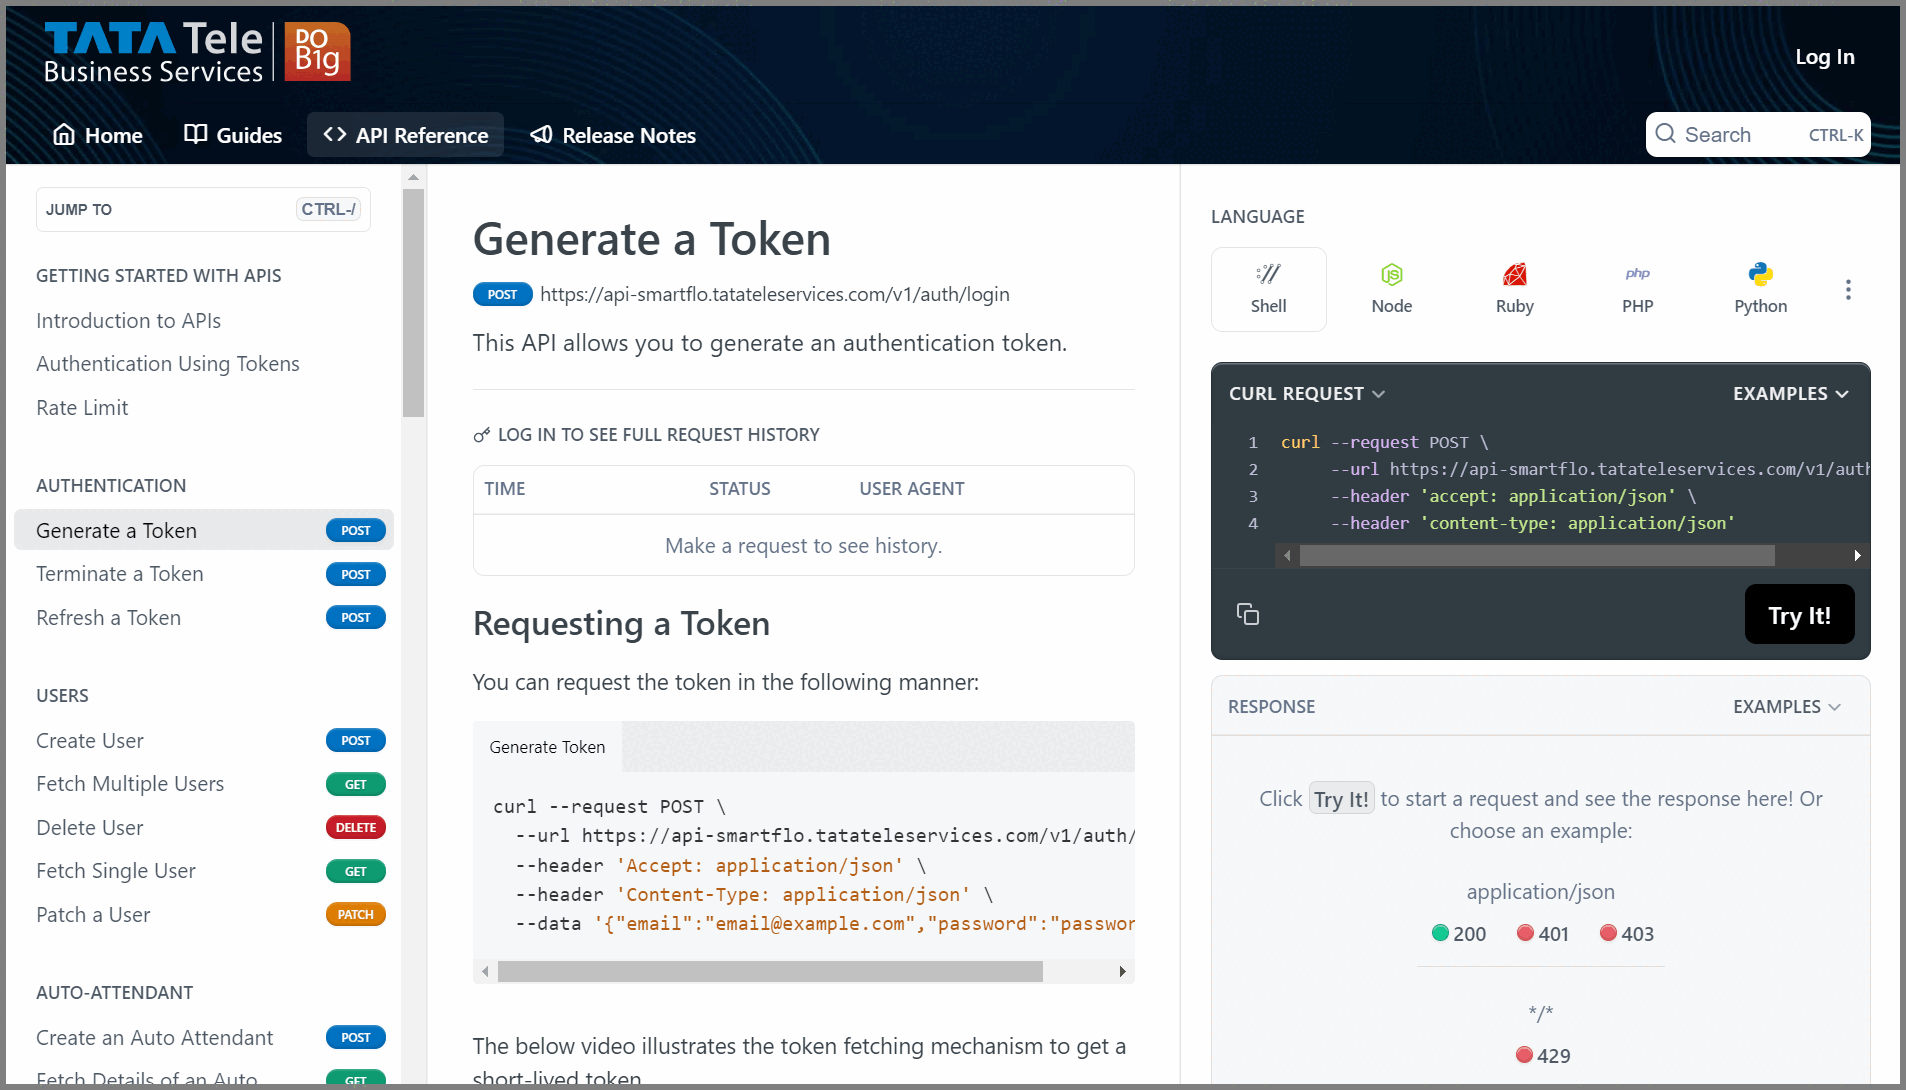 TATA Tele
Business Services
DO
B1g
Log In
Home
Guides
API Reference
Release Notes
Search
CTRL-K
JUMP TO
CTRL-/
GETTING STARTED WITH APIS
Introduction to APIs
Authentication Using Tokens
Rate Limit
AUTHENTICATION
Generate a Token POST
Terminate a Token POST
Refresh a Token POST
USERS
Create User POST
Fetch Multiple Users GET
Delete User DELETE
Fetch Single User GET
Patch a User PATCH
AUTO-ATTENDANT
Create an Auto Attendant POST
Fetch Details of an Auto GET
Generate a Token
POST https://api-smartflo.tatateleservices.com/v1/auth/login
This API allows you to generate an authentication token.
LOG IN TO SEE FULL REQUEST HISTORY
TIME STATUS USER AGENT
Make a request to see history.
Requesting a Token
You can request the token in the following manner:
Generate Token
curl --request POST \
--url https://api-smartflo.tatateleservices.com/v1/auth/
--header 'Accept: application/json' \
--header 'Content-Type: application/json' \
--data '{"email":"email@example.com","password":"passwor
The below video illustrates the token fetching mechanism to get a
short-lived token
LANGUAGE
Shell
Node
Ruby
php
PHP
Python
CURL REQUEST
EXAMPLES
1 curl --request POST \
2 --url https://api-smartflo.tatateleservices.com/v1/auth
3 --header 'accept: application/json' \
4 --header 'content-type: application/json'
Try It!
RESPONSE
EXAMPLES
Click Try It! to start a request and see the response here! Or
choose an example:
application/json
200 401 403
*/*
429